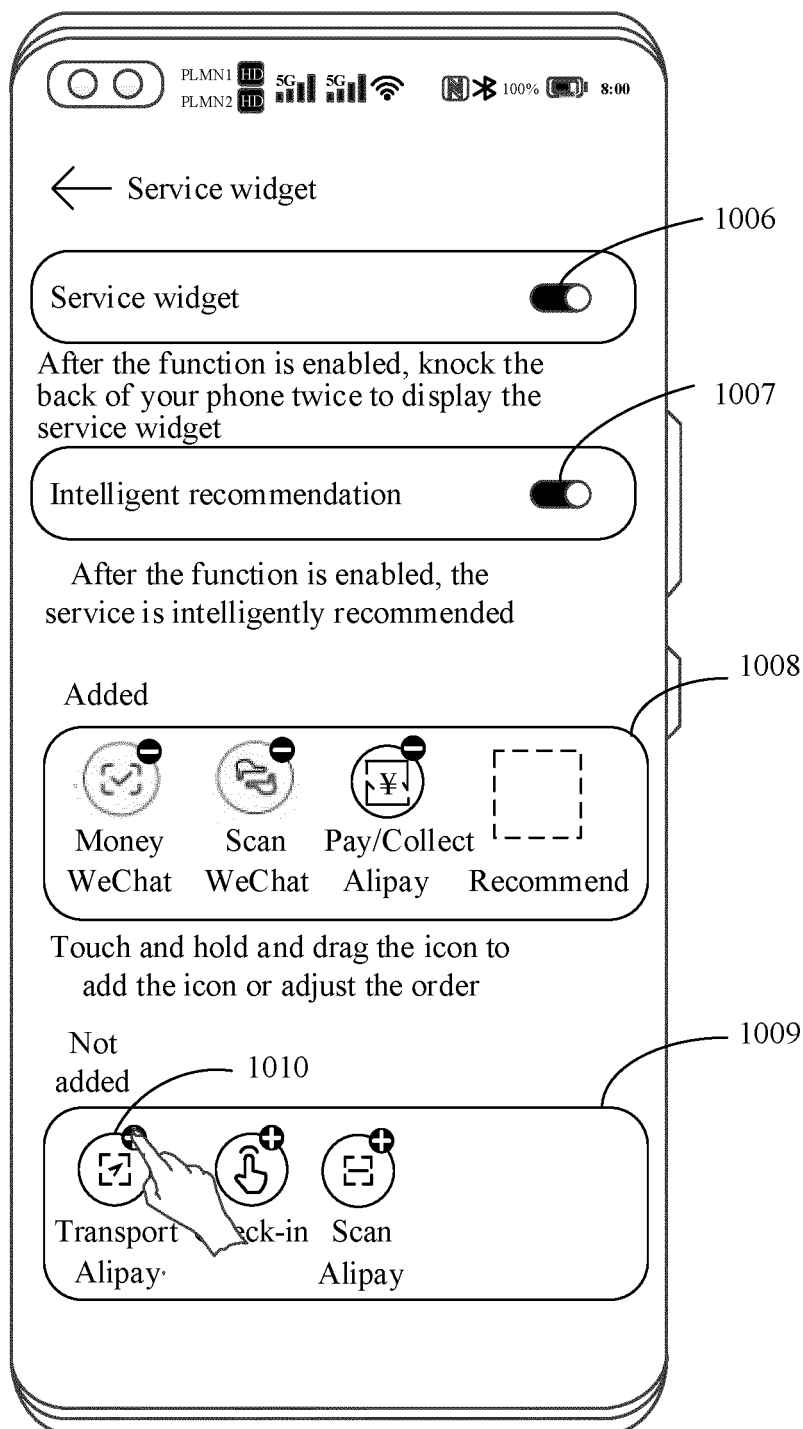 PLMN1 HD 5G 5G 100% 8:00
PLMN2 HD
Service widget
1006
Service widget
After the function is enabled, knock the
back of your phone twice to display the
service widget
1007
Intelligent recommendation
After the function is enabled, the
service is intelligently recommended
1008
Added
¥
Money Scan Pay/Collect
WeChat WeChat Alipay Recommend
Touch and hold and drag the icon to
add the icon or adjust the order
1009
Not
added
1010
Transport eck-in Scan
Alipay Alipay